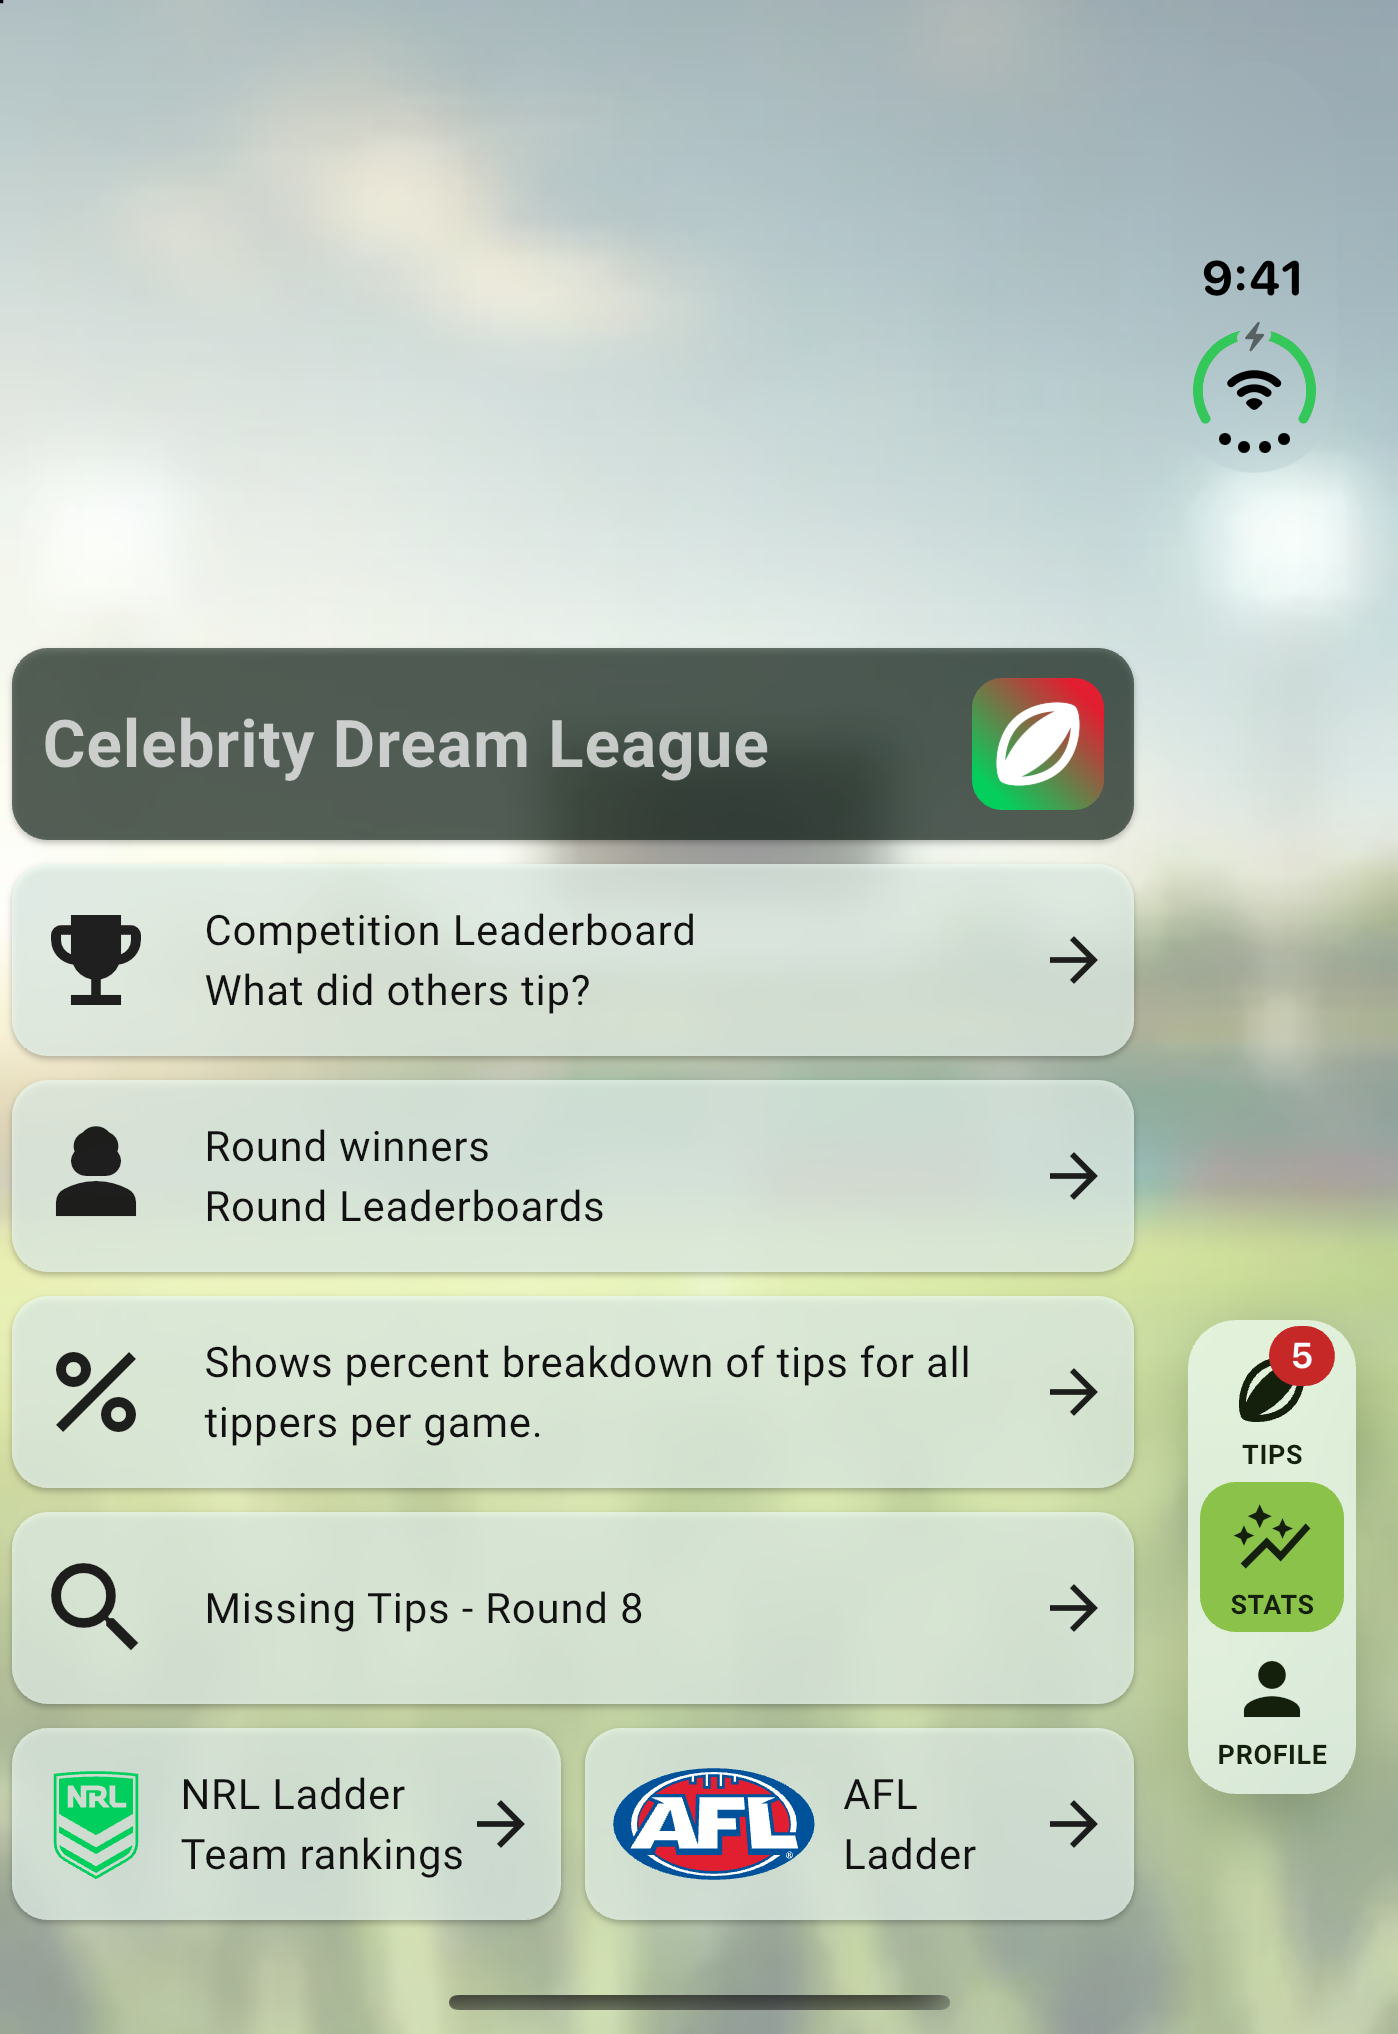 9:41
Celebrity Dream League
Competition Leaderboard
What did others tip?
Round winners
Round Leaderboards
Shows percent breakdown of tips for all
tippers per game.
Missing Tips - Round 8
NRL
NRL Ladder
Team rankings
AFL
®
AFL
Ladder
5
TIPS
STATS
PROFILE